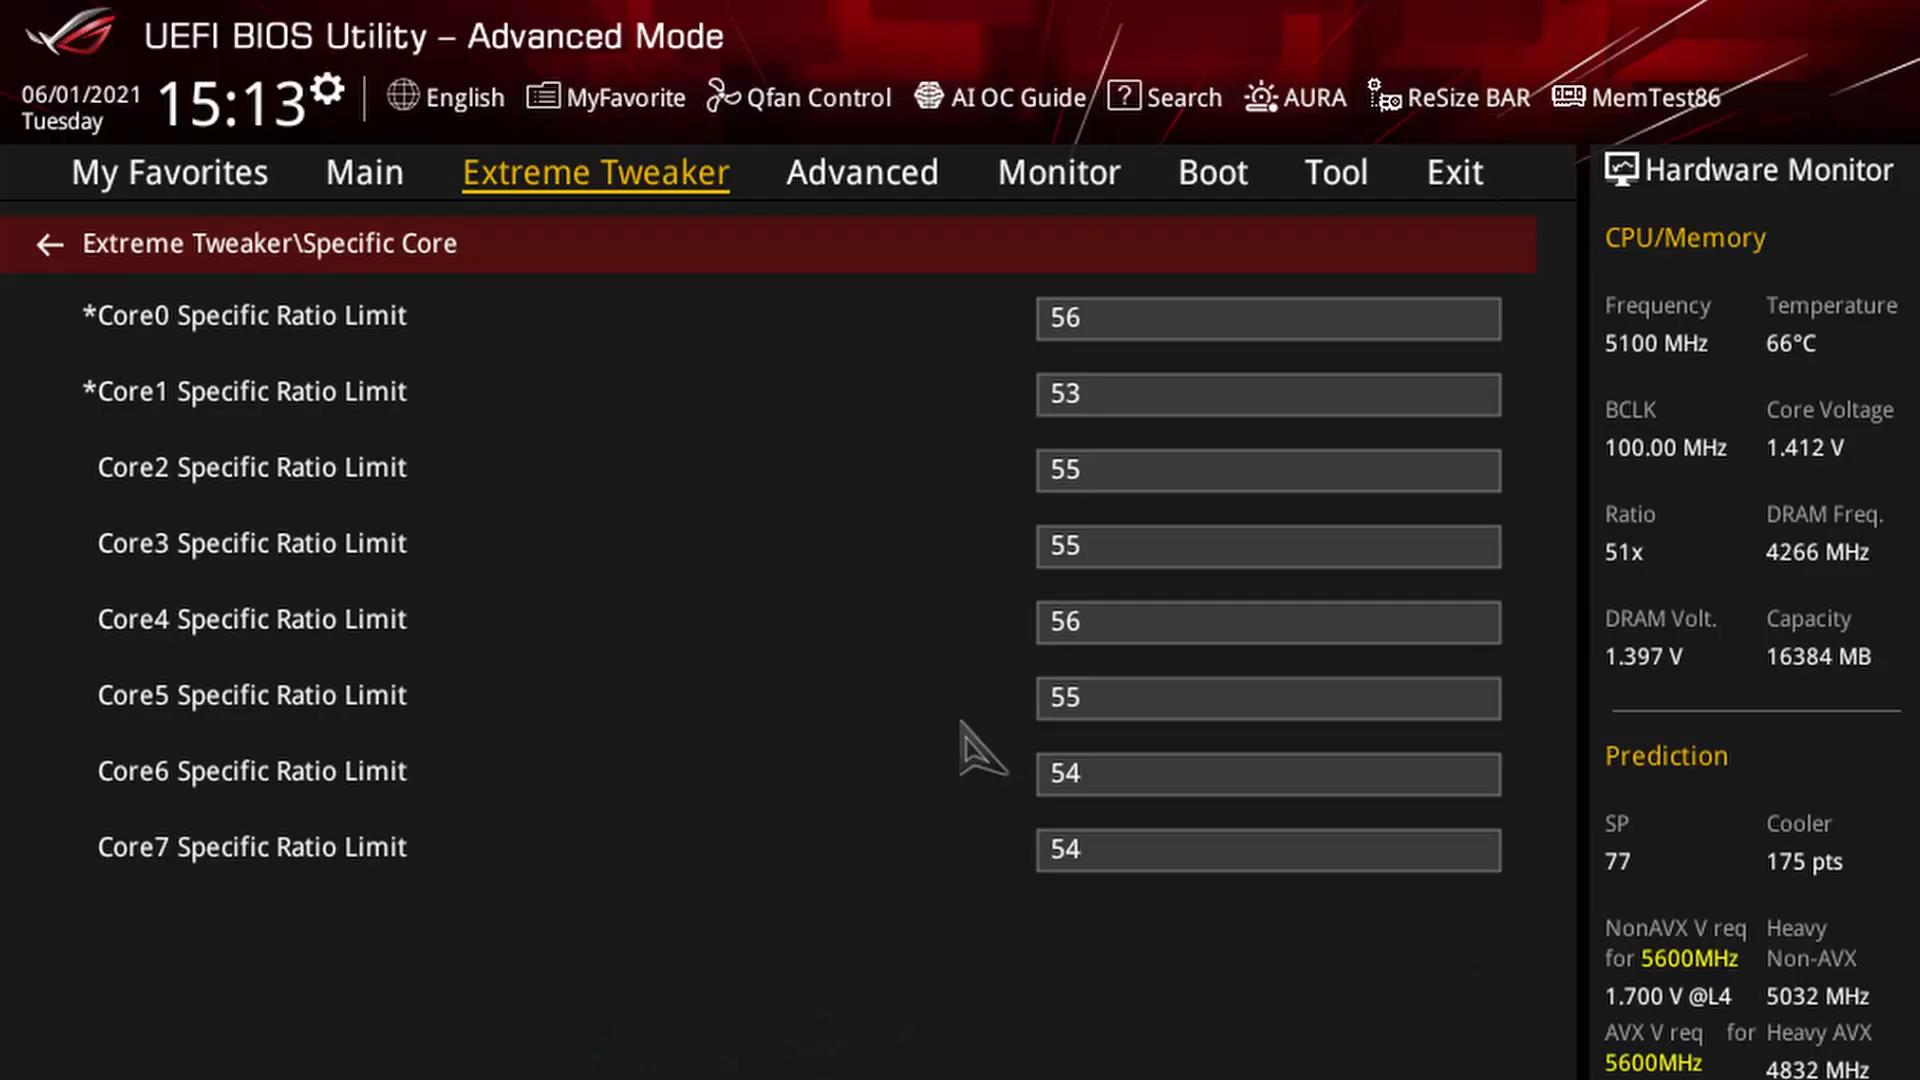 UEFI BIOS Utility – Advanced Mode
06/01/2021
Tuesday
15:13
English
MyFavorite
Qfan Control
AI OC Guide
? Search
AURA
ReSize BAR
MemTest86
My Favorites Main Extreme Tweaker Advanced Monitor Boot Tool Exit
Extreme Tweaker\Specific Core
*Core0 Specific Ratio Limit 56
*Core1 Specific Ratio Limit 53
Core2 Specific Ratio Limit 55
Core3 Specific Ratio Limit 55
Core4 Specific Ratio Limit 56
Core5 Specific Ratio Limit 55
Core6 Specific Ratio Limit 54
Core7 Specific Ratio Limit 54
Hardware Monitor
CPU/Memory
Frequency Temperature
5100 MHz 66°C
BCLK Core Voltage
100.00 MHz 1.412 V
Ratio DRAM Freq.
51x 4266 MHz
DRAM Volt. Capacity
1.397 V 16384 MB
Prediction
SP Cooler
77 175 pts
NonAVX V req Heavy
for 5600MHz Non-AVX
1.700 V @L4 5032 MHz
AVX V req for Heavy AVX
5600MHz 4832 MHz